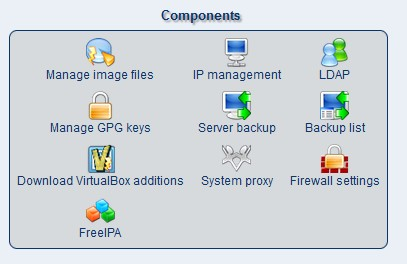 Components
Manage image files
IP management
LDAP
Manage GPG keys
Server backup
Backup list
Download VirtualBox additions
System proxy
Firewall settings
FreeIPA